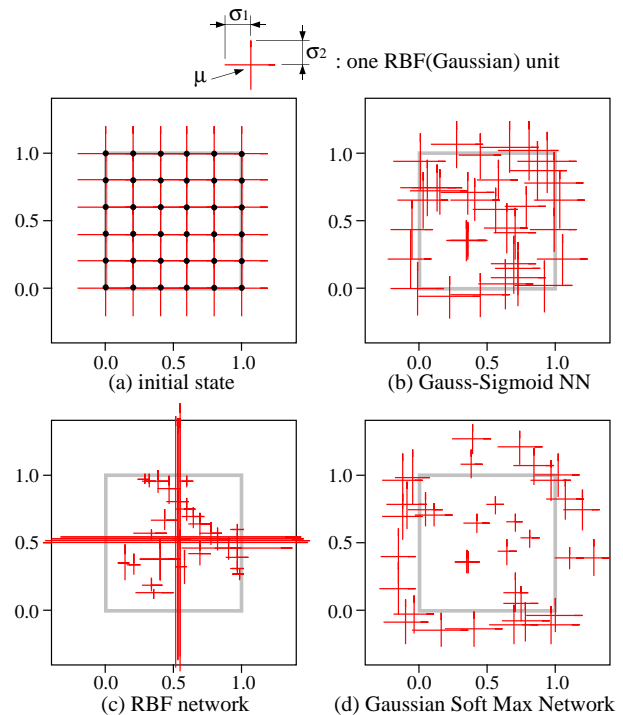 σ1
σ2
μ
: one RBF(Gaussian) unit
1.0
0.5
0.0
0.0 0.5 1.0
(a) initial state
1.0
0.5
0.0
0.0 0.5 1.0
(b) Gauss-Sigmoid NN
1.0
0.5
0.0
0.0 0.5 1.0
(c) RBF network
1.0
0.5
0.0
0.0 0.5 1.0
(d) Gaussian Soft Max Network